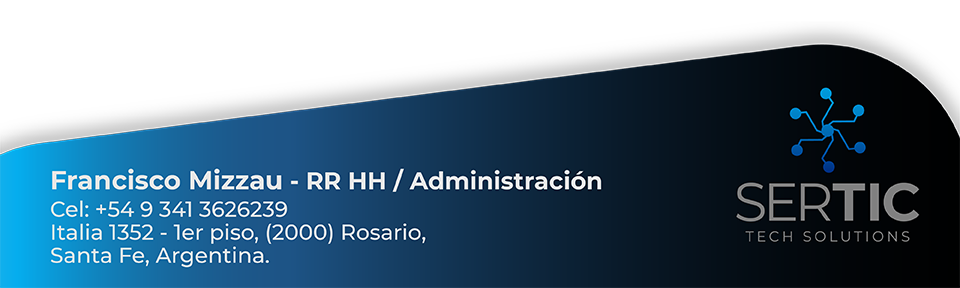 Francisco Mizzau - RR HH / Administración
Cel: +54 9 341 3626239
Italia 1352 - 1er piso, (2000) Rosario,
Santa Fe, Argentina.
SERTIC
TECH SOLUTIONS